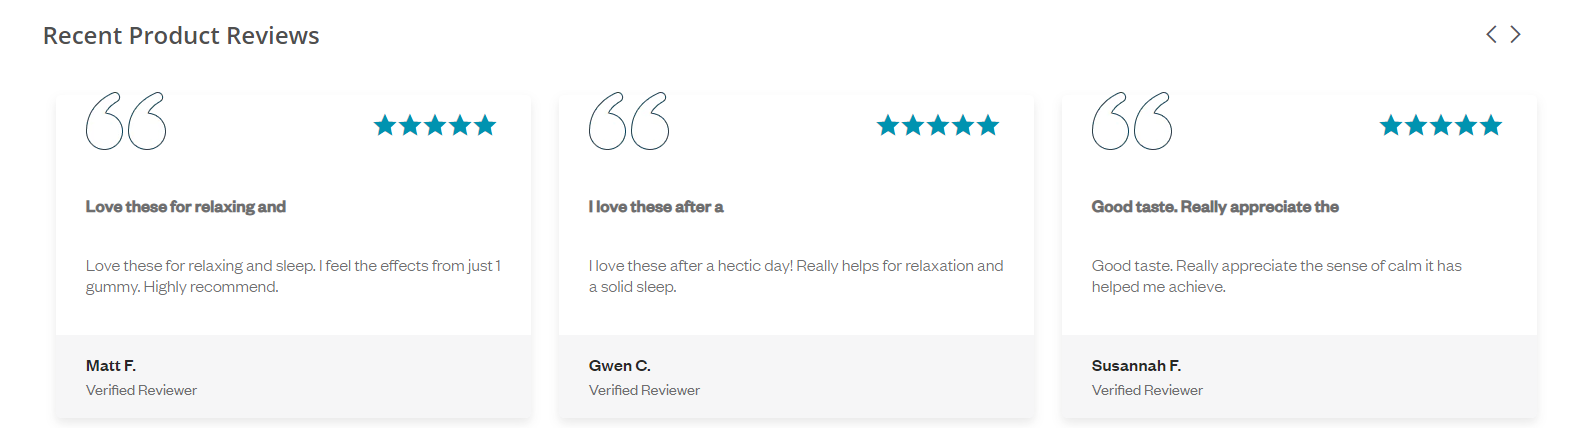 Recent Product Reviews
Love these for relaxing and
Love these for relaxing and sleep. I feel the effects from just 1
gummy. Highly recommend.
Matt F.
Verified Reviewer
I love these after a
I love these after a hectic day! Really helps for relaxation and
a solid sleep.
Gwen C.
Verified Reviewer
Good taste. Really appreciate the
Good taste. Really appreciate the sense of calm it has
helped me achieve.
Susannah F.
Verified Reviewer